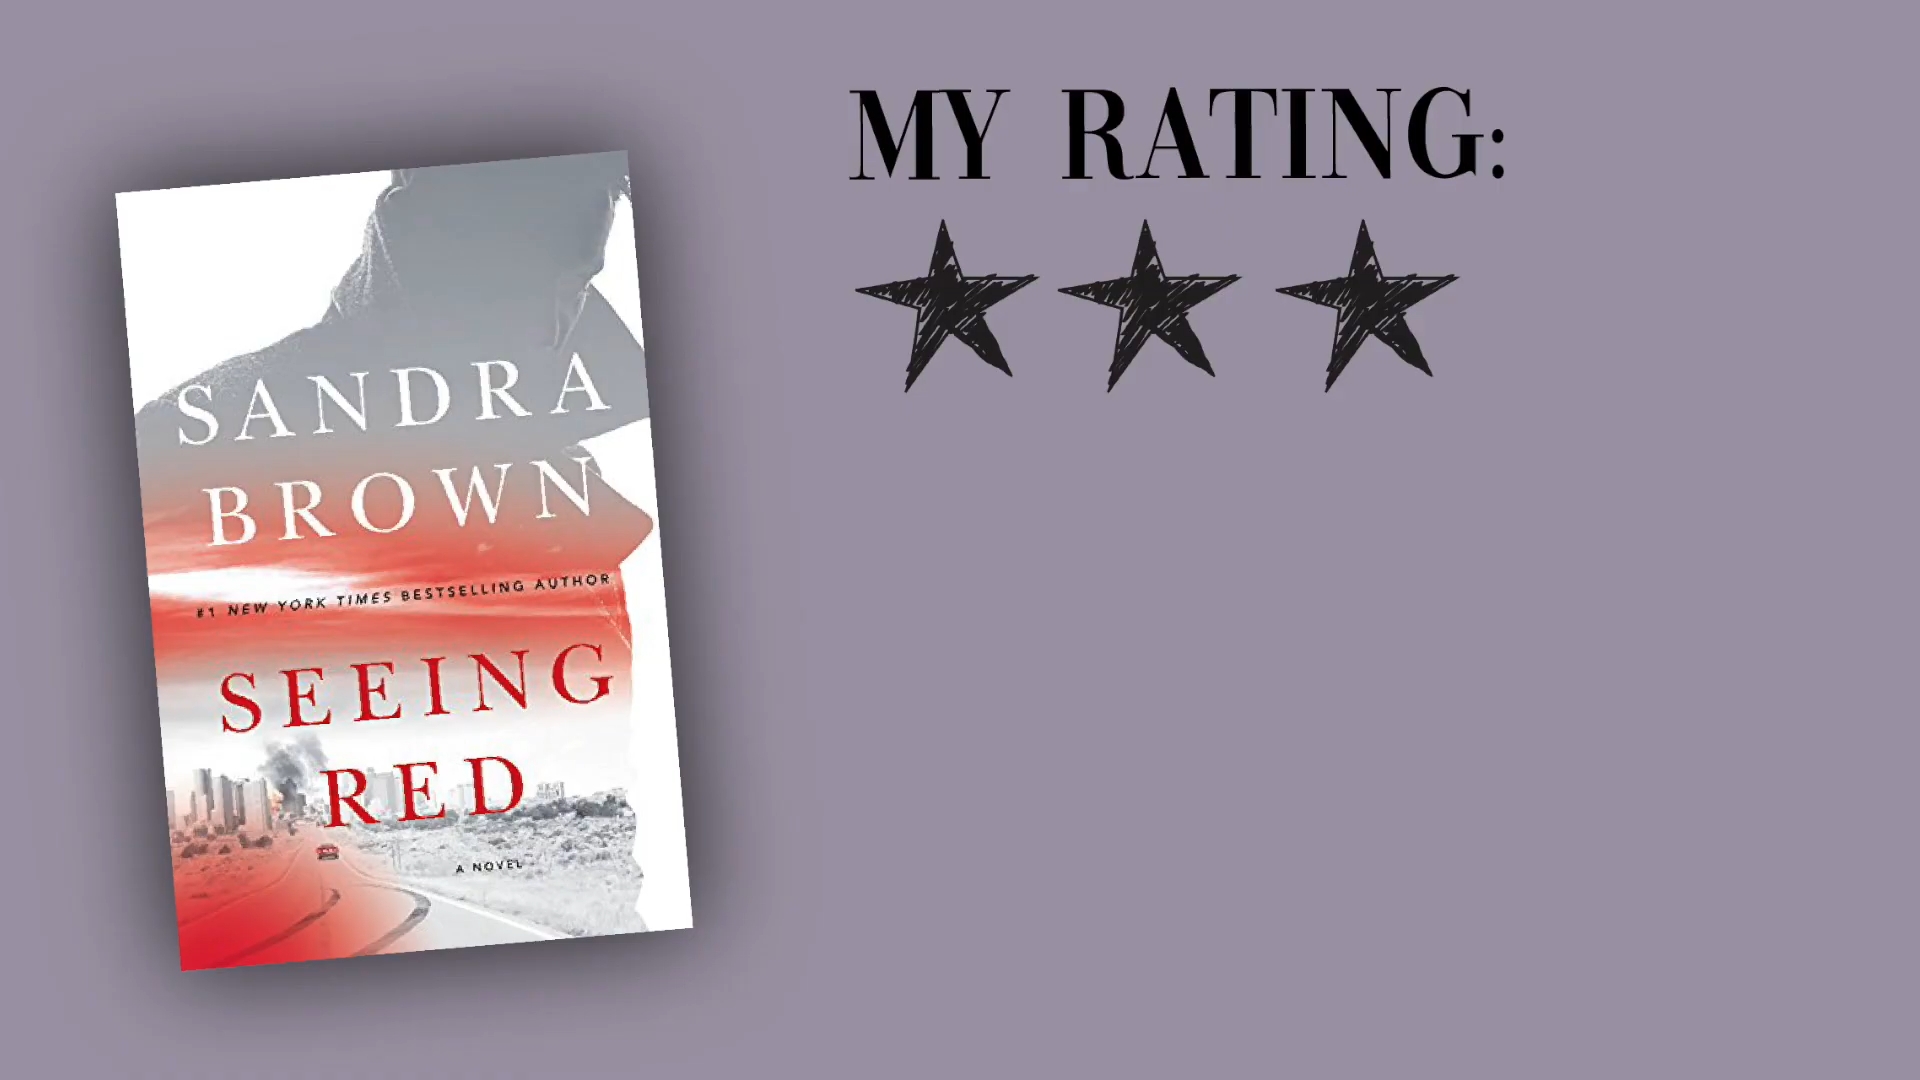 MY RATING:
SANDRA
BROWN
#1 NEW YORK TIMES BESTSELLING AUTHOR
SEEING
RED
A NOVEL